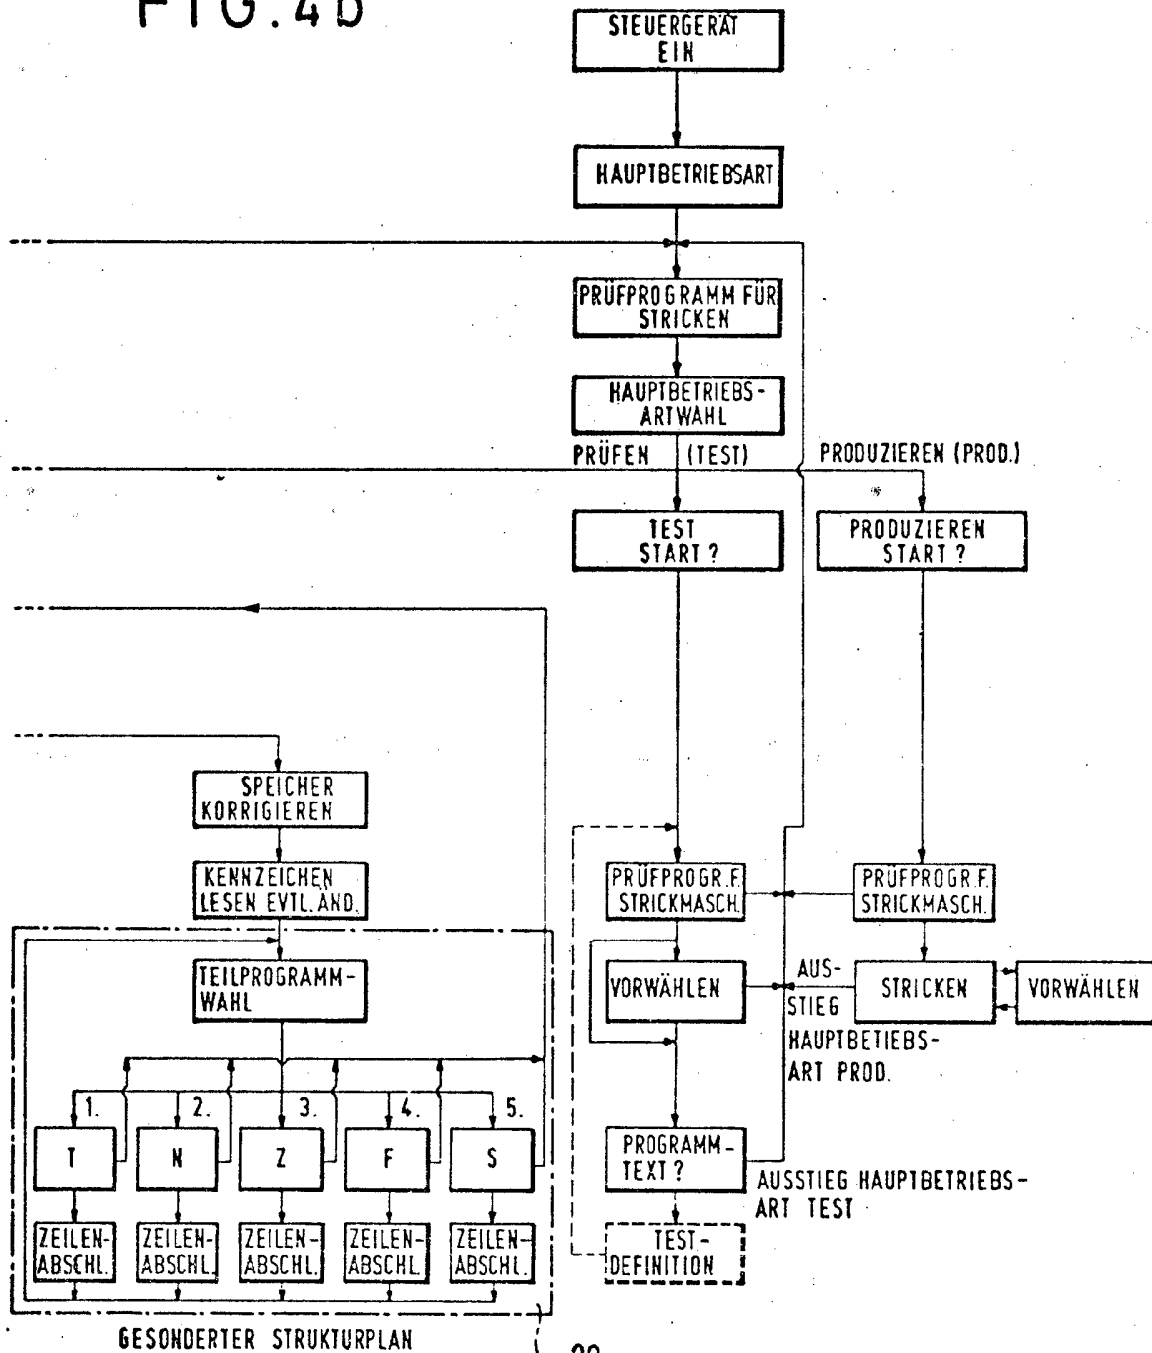 FIG.4b
STEUERGERÄT
EIN
HAUPTBETRIEBSART
PRÜFPROGRAMM FÜR
STRICKEN
HAUPTBETRIEBS-
ARTWAHL
PRÜFEN (TEST)
PRODUZIEREN (PROD.)
TEST
START ?
PRODUZIEREN
START ?
SPEICHER
KORRIGIEREN
KENNZEICHEN
LESEN EVTL.ÄND.
TEILPROGRAMM-
WAHL
1.
2.
3.
4.
5.
T
N
Z
F
S
ZEILEN-
ABSCHL.
ZEILEN-
ABSCHL.
ZEILEN-
ABSCHL.
ZEILEN-
ABSCHL.
ZEILEN-
ABSCHL.
GESONDERTER STRUKTURPLAN
PRÜFPROGR.F.
STRICKMASCH.
PRÜFPROGR.F.
STRICKMASCH.
VORWÄHLEN
AUS-
STIEG
HAUPTBETIEBS-
ART PROD.
STRICKEN
VORWÄHLEN
PROGRAMM-
TEXT ?
AUSSTIEG HAUPTBETRIEBS-
ART TEST
TEST-
DEFINITION